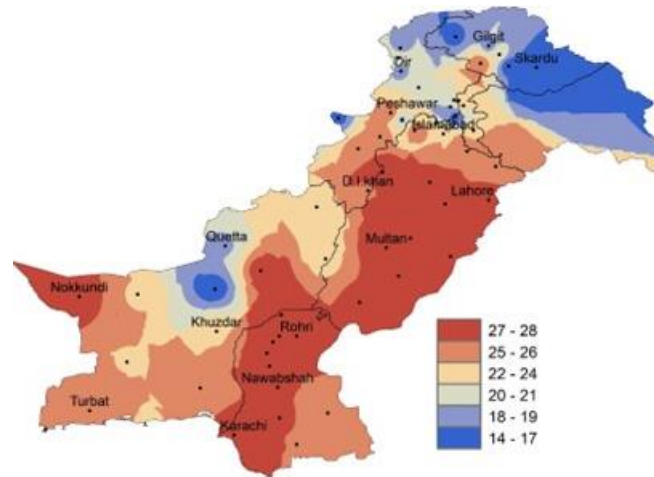 Gilgit
Skardu
Dir
Peshawar
Islamabad
D.I khan
Lahore
Multan
Quetta
Nokkundi
Khuzdar
Rohri
Nawabshah
Turbat
Karachi
27 - 28
25 - 26
22 - 24
20 - 21
18 - 19
14 - 17